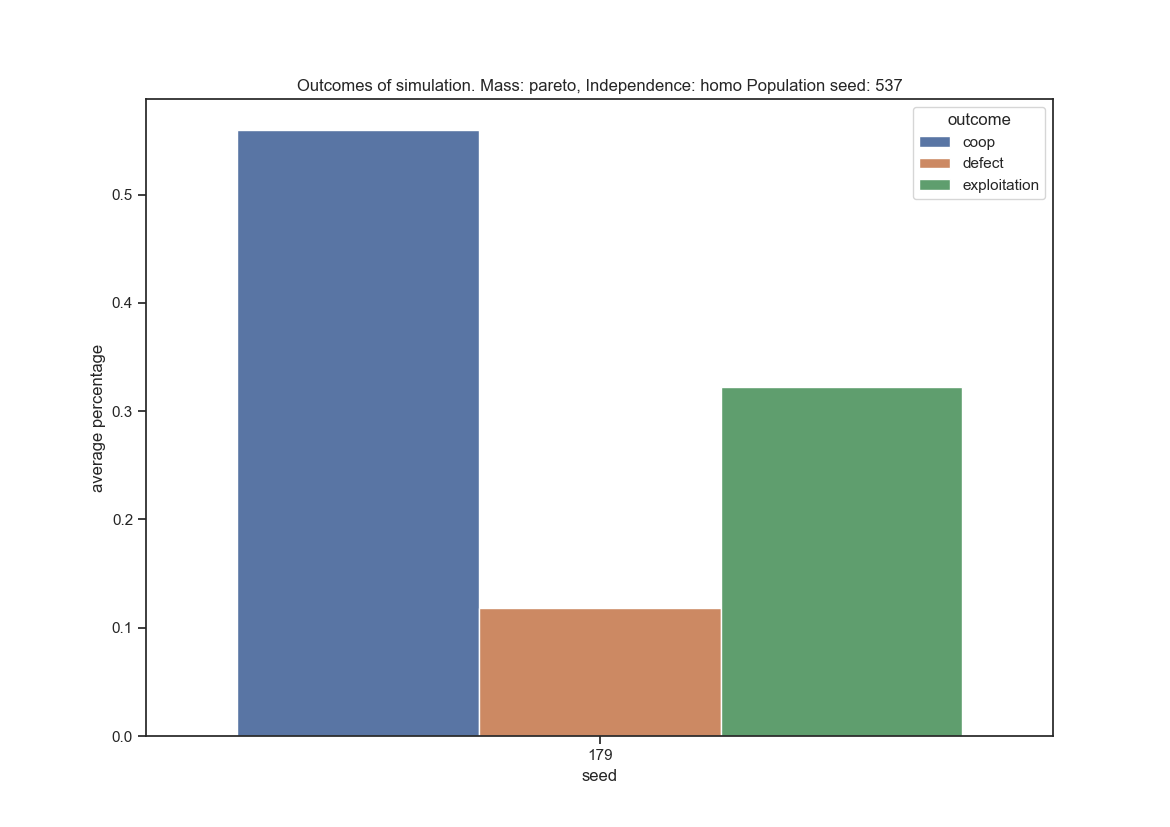 Outcomes of simulation. Mass: pareto, Independence: homo Population seed: 537
outcome
coop
defect
exploitation
average percentage
0.5
0.4
0.3
0.2
0.1
0.0
179
seed